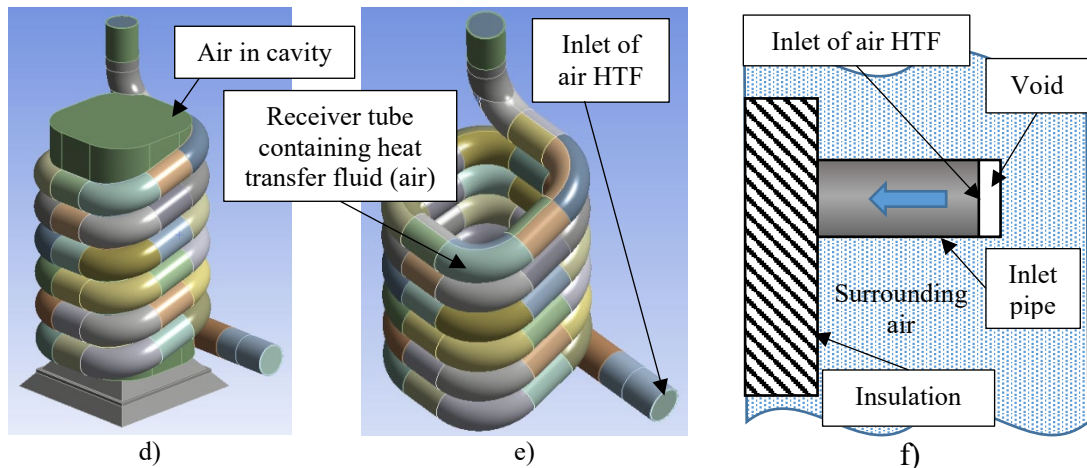 Air in cavity
Receiver tube
containing heat
transfer fluid (air)
d)
Inlet of
air HTF
e)
Inlet of air HTF
Void
Inlet
pipe
Surrounding
air
Insulation
f)